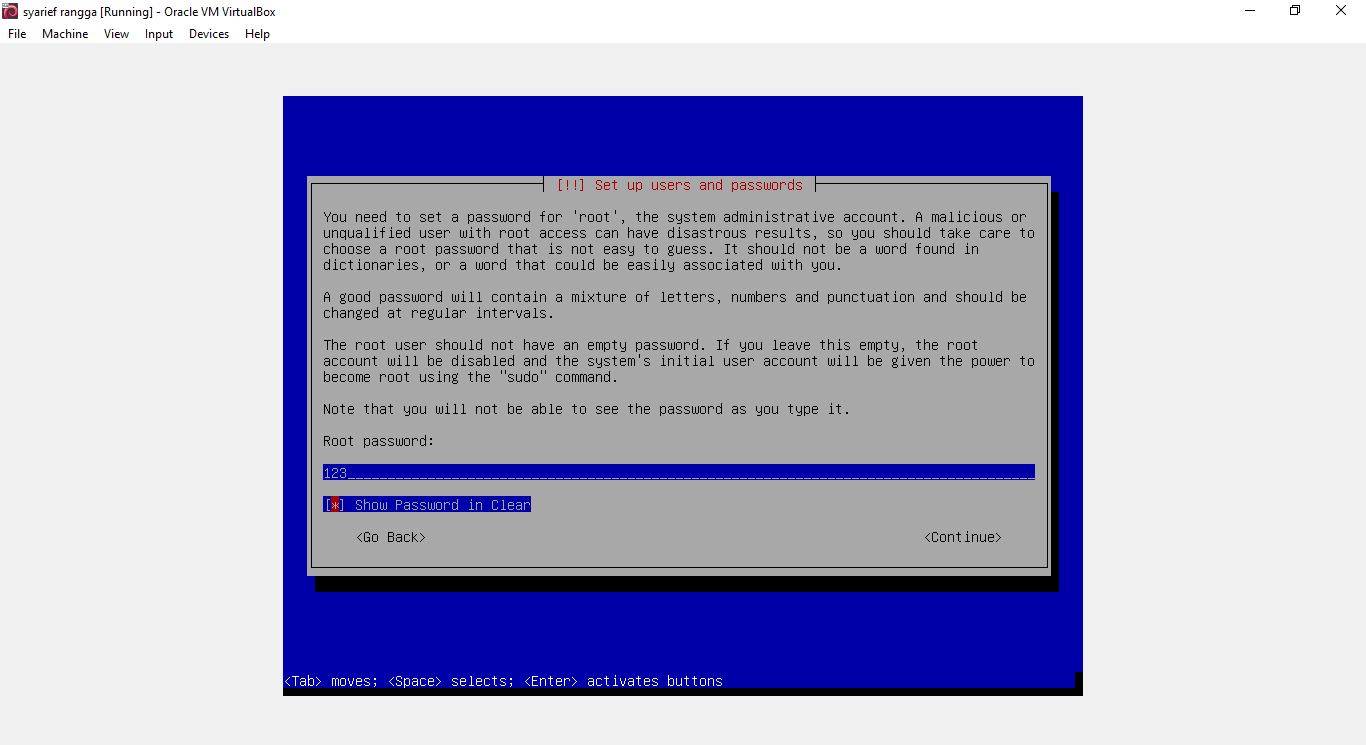 syarief rangga [Running] - Oracle VM VirtualBox
File Machine View Input Devices Help
[!!] Set up users and passwords
You need to set a password for 'root', the system administrative account. A malicious or
unqualified user with root access can have disastrous results, so you should take care to
choose a root password that is not easy to guess. It should not be a word found in
dictionaries, or a word that could be easily associated with you.
A good password will contain a mixture of letters, numbers and punctuation and should be
changed at regular intervals.
The root user should not have an empty password. If you leave this empty, the root
account will be disabled and the system's initial user account will be given the power to
become root using the "sudo" command.
Note that you will not be able to see the password as you type it.
Root password:
123
[*] Show Password in Clear
<Go Back> <Continue>
<Tab> moves; <Space> selects; <Enter> activates buttons